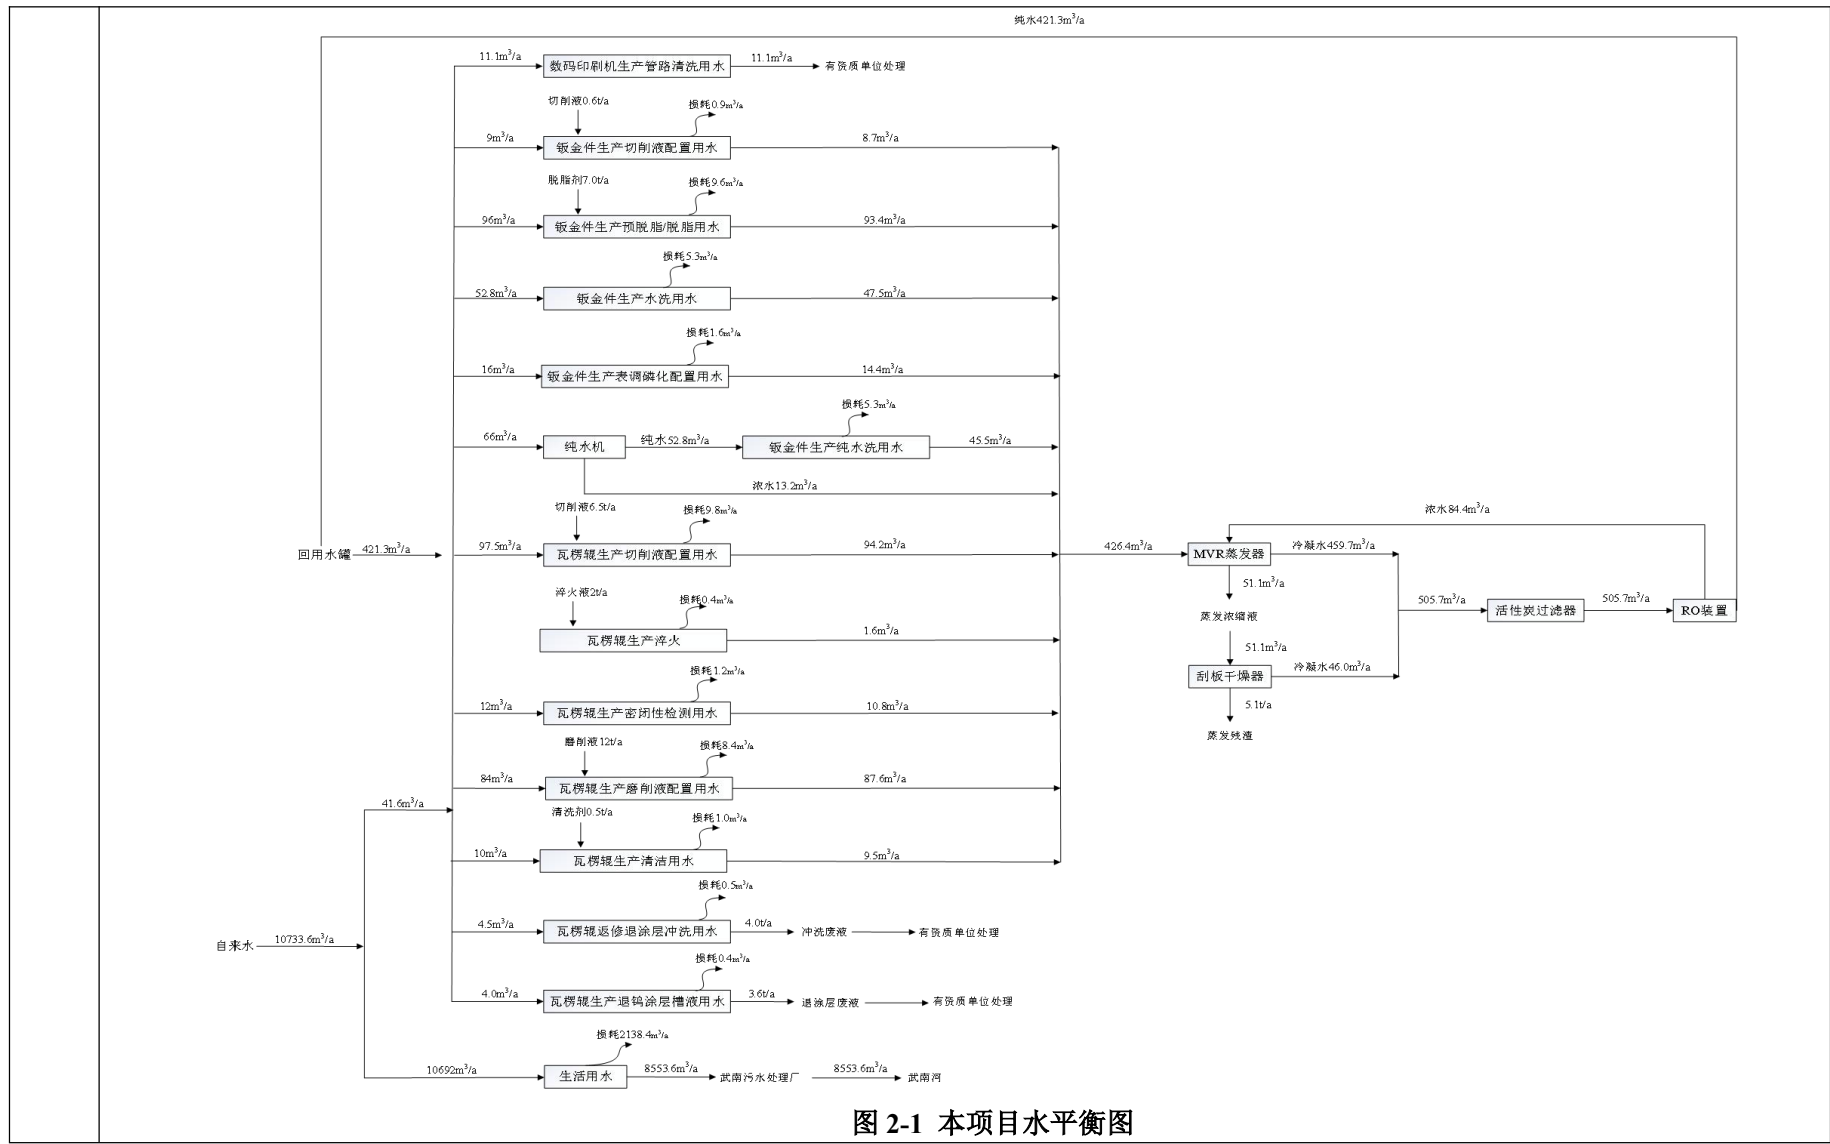 纯水421.3m³/a
11.1m³/a
数码印刷机生产管路清洗用水
11.1m³/a
有资质单位处理
切削液0.6t/a
损耗0.9m³/a
9m³/a
钣金件生产切削液配置用水
8.7m³/a
脱脂剂7.0t/a
损耗9.6m³/a
96m³/a
钣金件生产预脱脂/脱脂用水
93.4m³/a
损耗5.3m³/a
52.8m³/a
钣金件生产水洗用水
47.5m³/a
损耗1.6m³/a
16m³/a
钣金件生产表调磷化配置用水
14.4m³/a
损耗5.3m³/a
66m³/a
纯水机
纯水52.8m³/a
钣金件生产纯水洗用水
45.5m³/a
浓水13.2m³/a
切削液6.5t/a
损耗9.8m³/a
浓水84.4m³/a
回用水罐
421.3m³/a
97.5m³/a
瓦楞辊生产切削液配置用水
94.2m³/a
426.4m³/a
MVR蒸发器
冷凝水459.7m³/a
51.1m³/a
淬火液2t/a
损耗0.4m³/a
505.7m³/a
活性炭过滤器
505.7m³/a
RO装置
蒸发浓缩液
瓦楞辊生产淬火
1.6m³/a
51.1m³/a
损耗1.2m³/a
刮板干燥器
冷凝水46.0m³/a
12m³/a
瓦楞辊生产密闭性检测用水
10.8m³/a
5.1t/a
蒸发残渣
磨削液12t/a
损耗8.4m³/a
84m³/a
瓦楞辊生产磨削液配置用水
87.6m³/a
41.6m³/a
清洗剂0.5t/a
损耗1.0m³/a
10m³/a
瓦楞辊生产清洁用水
9.5m³/a
损耗0.5m³/a
4.5m³/a
瓦楞辊返修退涂层冲洗用水
4.0t/a
冲洗废液
有资质单位处理
自来水
10733.6m³/a
损耗0.4m³/a
4.0m³/a
瓦楞辊生产退钨涂层槽液用水
3.6t/a
退涂层废液
有资质单位处理
损耗2138.4m³/a
10692m³/a
生活用水
8553.6m³/a
武南污水处理厂
8553.6m³/a
武南河
图 2-1 本项目水平衡图